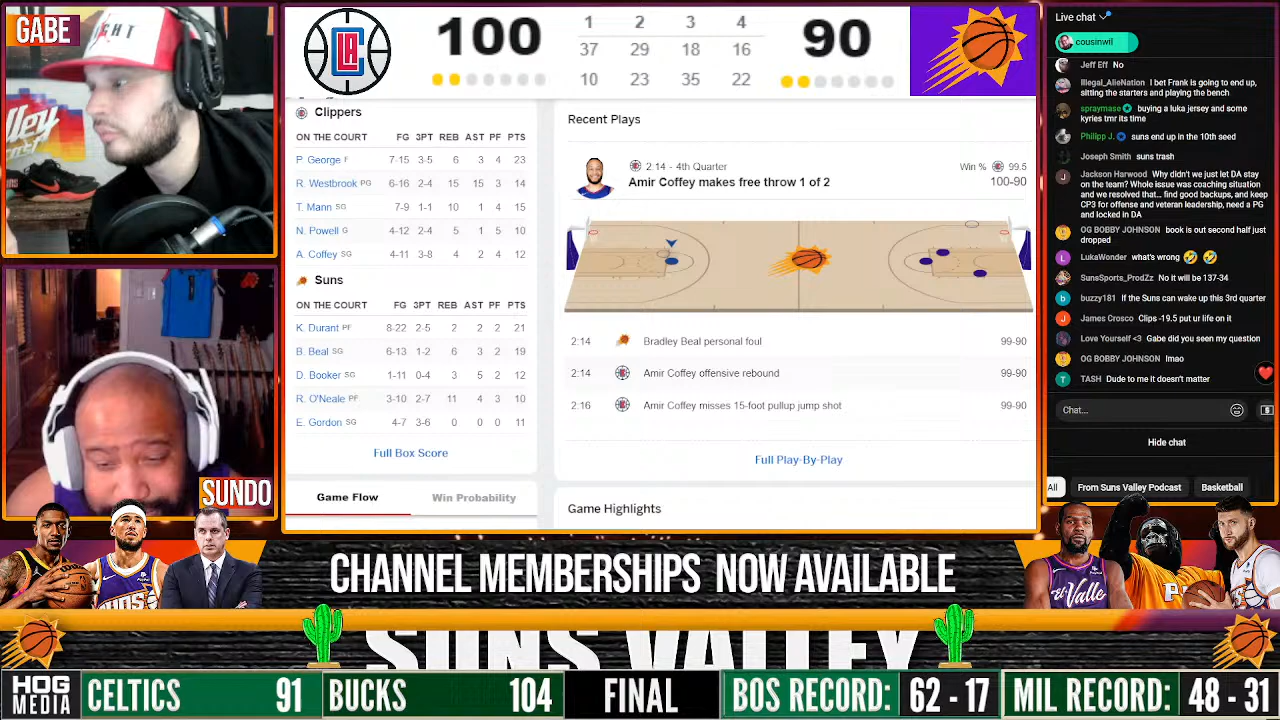 GABE
SUNDO
100
90
1 2 3 4
37 29 18 16
10 23 35 22
Clippers
ON THE COURT FG 3PT REB AST PF PTS
P. George F 7-15 3-5 6 3 4 23
R. Westbrook PG 6-16 2-4 15 15 3 14
T. Mann SG 7-9 1-1 10 1 4 15
N. Powell G 4-12 2-4 5 1 5 10
A. Coffey SG 4-11 3-8 4 2 4 12
Suns
ON THE COURT FG 3PT REB AST PF PTS
K. Durant PF 8-22 2-5 2 2 2 21
B. Beal SG 6-13 1-2 6 3 2 19
D. Booker SG 1-11 0-4 3 5 2 12
R. O'Neale PF 3-10 2-7 11 4 3 10
E. Gordon SG 4-7 3-6 0 0 0 11
Full Box Score
Game Flow Win Probability
Recent Plays
2:14 - 4th Quarter Win % 99.5
Amir Coffey makes free throw 1 of 2 100-90
2:14 Bradley Beal personal foul 99-90
2:14 Amir Coffey offensive rebound 99-90
2:16 Amir Coffey misses 15-foot pullup jump shot 99-90
Full Play-By-Play
Game Highlights
Live chat
cousinwil
Jeff Eff No
Illegal_AlieNation I bet Frank is going to end up,
sitting the starters and playing the bench
spraymase buying a luka jersey and some
kyries tmr its time
Philipp J. suns end up in the 10th seed
Joseph Smith suns trash
Jackson Harwood Why didn't we just let DA stay
on the team? Whole issue was coaching situation
and we resolved that... find good backups, and keep
CP3 for offense and veteran leadership, need a PG
and locked in DA
OG BOBBY JOHNSON book is out second half just
dropped
LukaWonder what's wrong 🤣 🤣
SunsSports_ProdZz No it will be 137-34
buzzy181 If the Suns can wake up this 3rd quarter
James Crosco Clips -19.5 put ur life on it
Love Yourself <3 Gabe did you seen my question
OG BOBBY JOHNSON lmao
TASH Dude to me it doesn't matter
Chat...
Hide chat
All From Suns Valley Podcast Basketball
CHANNEL MEMBERSHIPS NOW AVAILABLE
SUNS VALLEY
HOG
MEDIA
CELTICS 91 BUCKS 104 FINAL BOS RECORD: 62 - 17 MIL RECORD: 48 - 31